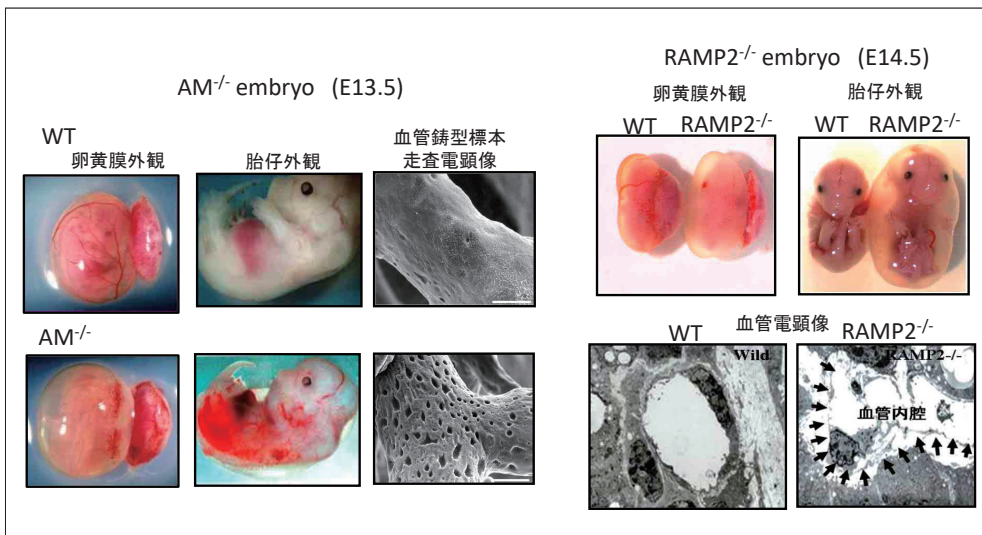 AM-/- embryo (E13.5)
WT
卵黄膜外観
胎仔外観
血管鋳型標本
走査電顕像
AM-/-
RAMP2-/- embryo (E14.5)
卵黄膜外観
胎仔外観
WT RAMP2-/-
WT RAMP2-/-
血管電顕像
WT
RAMP2-/-
Wild
RAMP2-/-
血管内腔